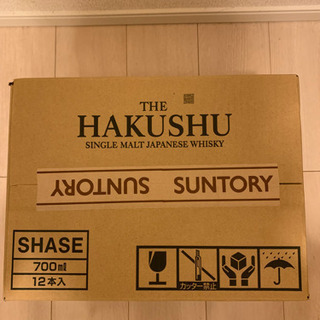 THE
HAKUSHU
SINGLE MALT JAPANESE WHISKY
SUNTORY SUNTORY
SHASE
700ml
12本入
カッター禁止